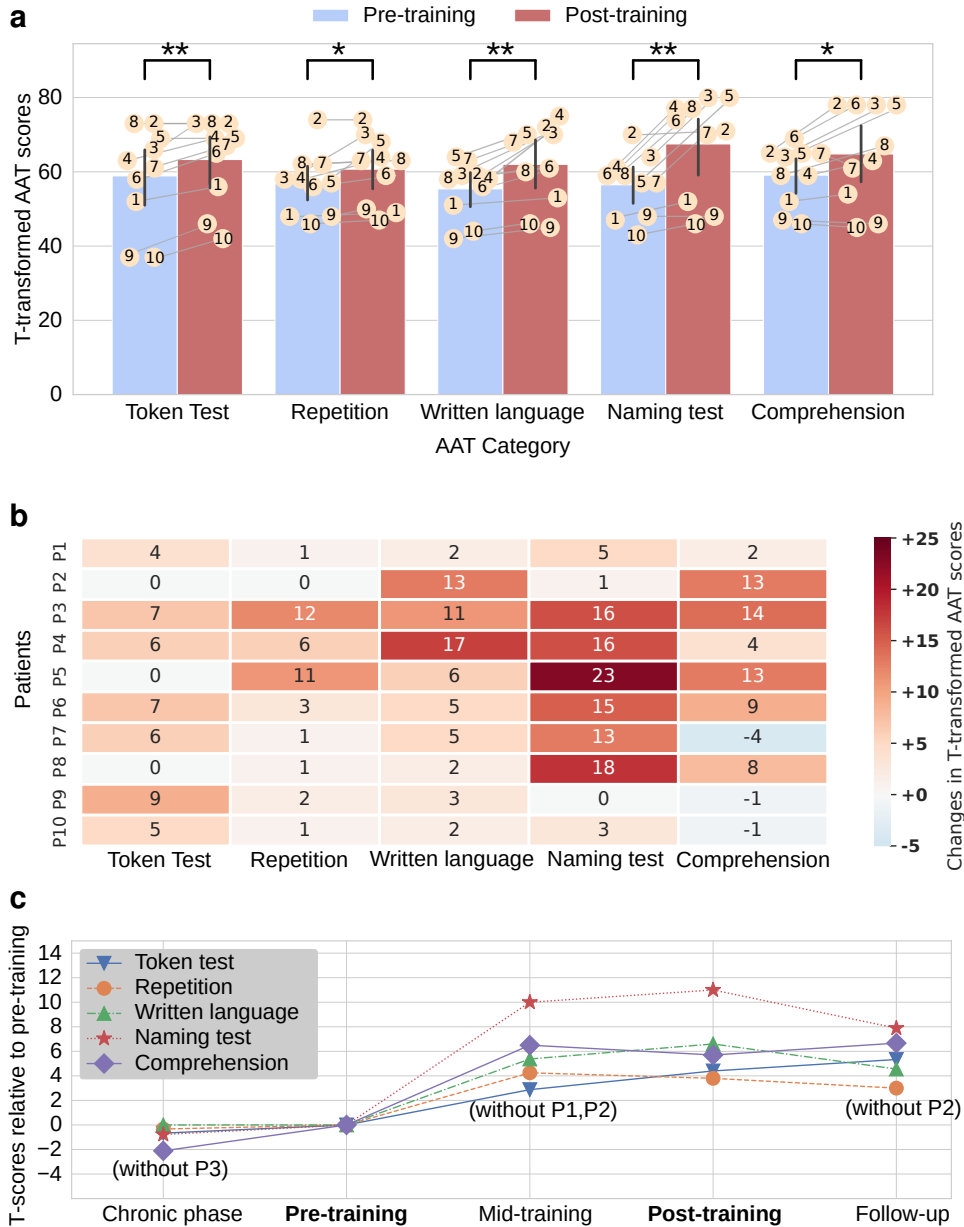 a
Pre-training Post-training
** * ** ** *
T-transformed AAT scores
80
60
40
20
0
Token Test Repetition Written language Naming test Comprehension
AAT Category
b
Patients
P1 4 1 2 5 2
P2 0 0 13 1 13
P3 7 12 11 16 14
P4 6 6 17 16 4
P5 0 11 6 23 13
P6 7 3 5 15 9
P7 6 1 5 13 -4
P8 0 1 2 18 8
P9 9 2 3 0 -1
P10 5 1 2 3 -1
Token Test Repetition Written language Naming test Comprehension
+25
+20
+15
+10
+5
+0
-5
Changes in T-transformed AAT scores
c
T-scores relative to pre-training
14
12
10
8
6
4
2
0
−2
−4
Token test
Repetition
Written language
Naming test
Comprehension
(without P3)
(without P1,P2)
(without P2)
Chronic phase Pre-training Mid-training Post-training Follow-up